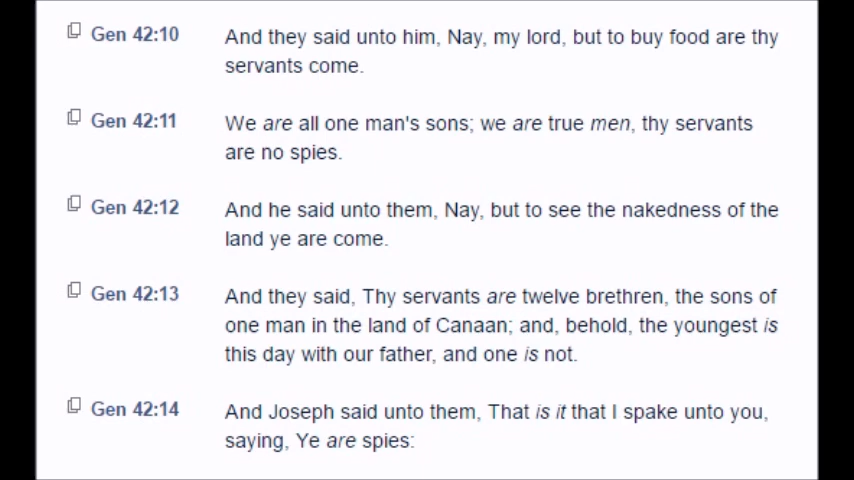 Gen 42:10 And they said unto him, Nay, my lord, but to buy food are thy
servants come.
Gen 42:11 We are all one man's sons; we are true men, thy servants
are no spies.
Gen 42:12 And he said unto them, Nay, but to see the nakedness of the
land ye are come.
Gen 42:13 And they said, Thy servants are twelve brethren, the sons of
one man in the land of Canaan; and, behold, the youngest is
this day with our father, and one is not.
Gen 42:14 And Joseph said unto them, That is it that I spake unto you,
saying, Ye are spies: